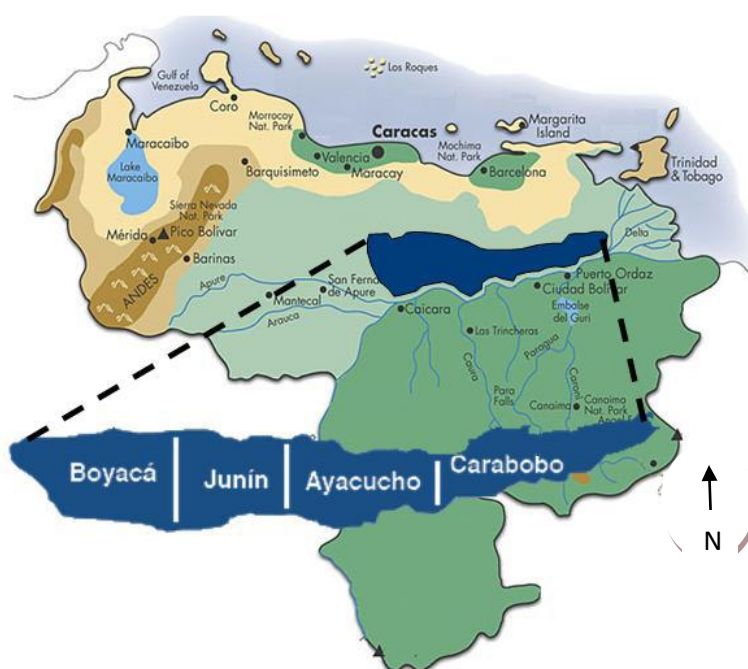 Gulf of
Venezuela
Los Roques
Coro
Morrocoy
Nat. Park
Caracas
Margarita
Island
Maracaibo
Valencia
Mochima
Nat. Park
Maracay
Barcelona
Trinidad
& Tobago
Lake
Maracaibo
Barquisimeto
Sierra Nevada
Nat. Park
Mérida
Pico Bolívar
Barinas
ANDES
Delta
San Ferna
de Apure
Apure
Mantecal
Arauca
Caicara
Puerto Ordaz
Ciudad Bolívar
Embalse
del Guri
Las Trincheras
Caura
Paragua
Para
Falls
Caroni
Canaima
Canaima
Nat. Park
Boyacá
Junín
Ayacucho
Carabobo
N